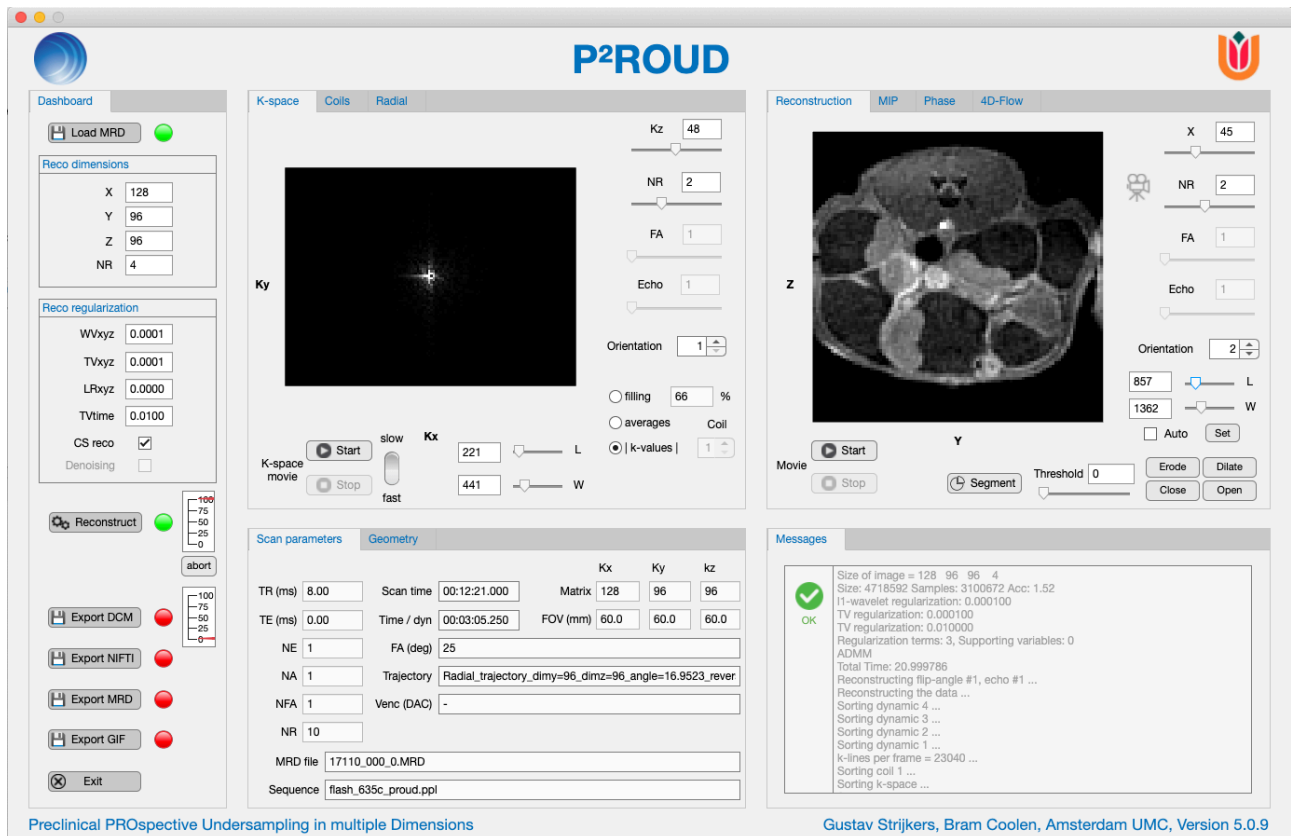 P²ROUD
Dashboard
Load MRD
Reco dimensions
X 128
Y 96
Z 96
NR 4
Reco regularization
WVxyz 0.0001
TVxyz 0.0001
LRxyz 0.0000
TVtime 0.0100
CS reco
Denoising
Reconstruct
100
75
50
25
0
abort
Export DCM
100
75
50
25
0
Export NIFTI
Export MRD
Export GIF
Exit
K-space Coils Radial
Kz 48
NR 2
FA 1
Echo 1
Ky
Orientation 1
filling 66 %
averages Coil
| k-values | 1
Kx
K-space movie
Start
Stop
slow
fast
221 L
441 W
Scan parameters Geometry
Kx Ky kz
TR (ms) 8.00 Scan time 00:12:21.000 Matrix 128 96 96
TE (ms) 0.00 Time / dyn 00:03:05.250 FOV (mm) 60.0 60.0 60.0
NE 1 FA (deg) 25
NA 1 Trajectory Radial_trajectory_dimy=96_dimz=96_angle=16.9523_rever
NFA 1 Venc (DAC) -
NR 10
MRD file 17110_000_0.MRD
Sequence flash_635c_proud.ppl
Reconstruction MIP Phase 4D-Flow
X 45
NR 2
FA 1
Echo 1
Z
Orientation 2
857 L
1362 W
Auto Set
Y
Movie
Start
Stop
Segment
Threshold 0
Erode Dilate
Close Open
Messages
OK
Size of image = 128 96 96 4
Size: 4718592 Samples: 3100672 Acc: 1.52
l1-wavelet regularization: 0.000100
TV regularization: 0.000100
TV regularization: 0.010000
Regularization terms: 3, Supporting variables: 0
ADMM
Total Time: 20.999786
Reconstructing flip-angle #1, echo #1 ...
Reconstructing the data ...
Sorting dynamic 4 ...
Sorting dynamic 3 ...
Sorting dynamic 2 ...
Sorting dynamic 1 ...
k-lines per frame = 23040 ...
Sorting coil 1 ...
Sorting k-space ...
Preclinical PROspective Undersampling in multiple Dimensions
Gustav Strijkers, Bram Coolen, Amsterdam UMC, Version 5.0.9